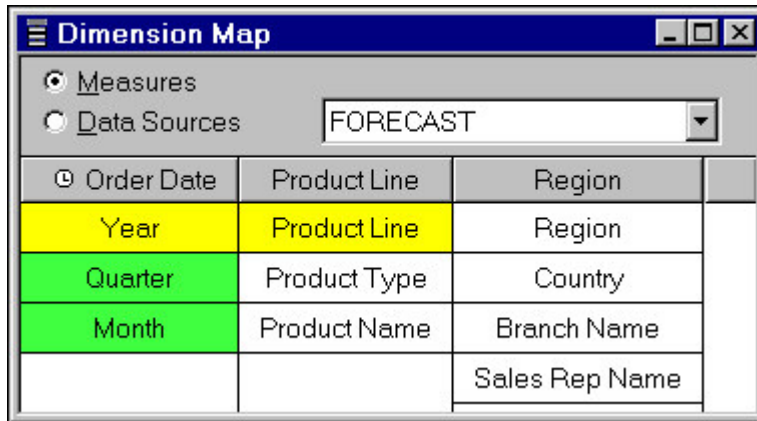 Dimension Map
Measures
Data Sources FORECAST
Order Date Product Line Region
Year Product Line Region
Quarter Product Type Country
Month Product Name Branch Name
Sales Rep Name